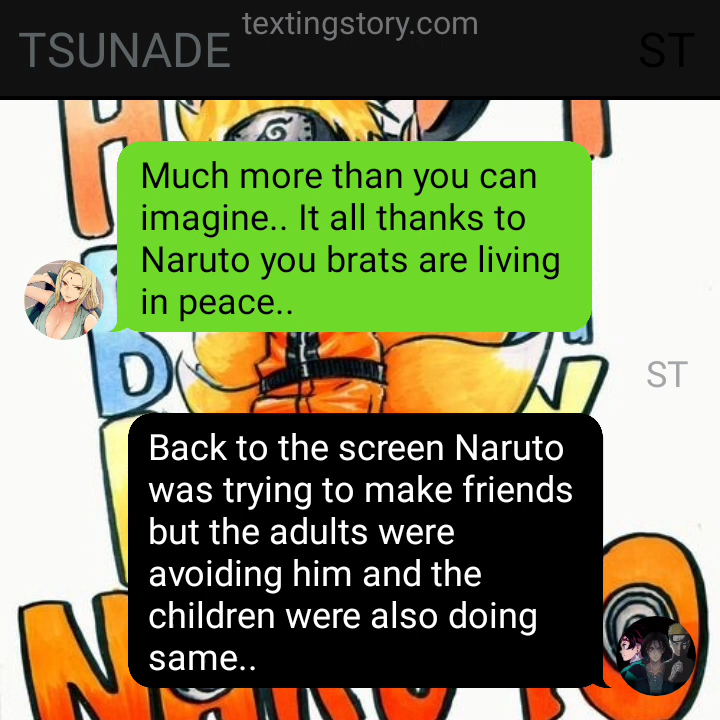 textingstory.com
TSUNADE
ST
Much more than you can
imagine.. It all thanks to
Naruto you brats are living
in peace..
ST
Back to the screen Naruto
was trying to make friends
but the adults were
avoiding him and the
children were also doing
same..